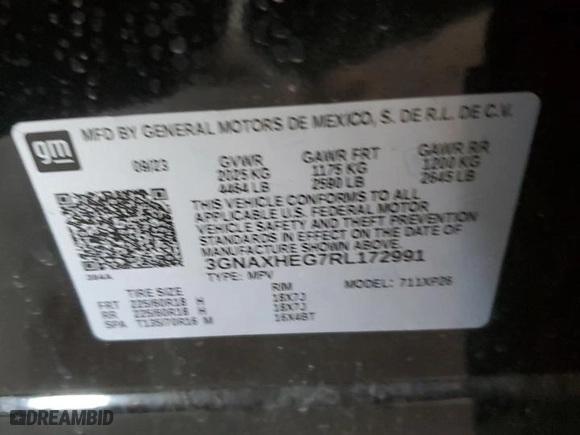 gm
MFD BY GENERAL MOTORS DE MEXICO, S. DE R.L. DE C.V.
09/23 GVWR GAWR FRT GAWR RR
2025 KG 1175 KG 1200 KG
4464 LB 2590 LB 2645 LB
THIS VEHICLE CONFORMS TO ALL
APPLICABLE U.S. FEDERAL MOTOR
VEHICLE SAFETY AND THEFT PREVENTION
STANDARDS IN EFFECT ON THE DATE OF
MANUFACTURE SHOWN ABOVE.
3GNAXHEG7RL172991
TYPE: MPV MODEL: 711XP26
TIRE SIZE RIM
FRT 225/60R18 H 18X7J
RR 225/60R18 H 18X7J
SPA T135/70R16 M 16X4BT
DREAMBID